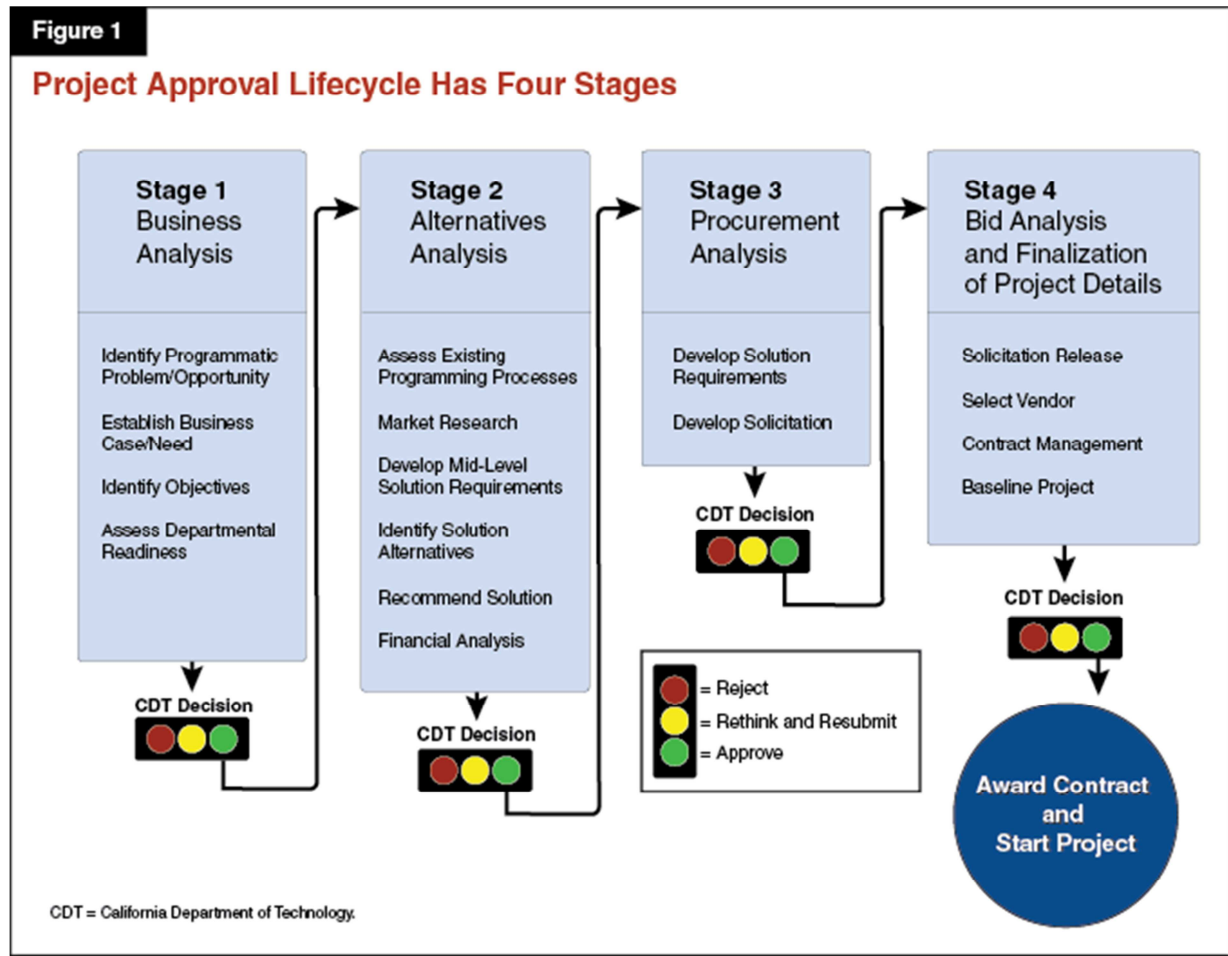 Figure 1
Project Approval Lifecycle Has Four Stages
Stage 1
Business
Analysis
Identify Programmatic
Problem/Opportunity
Establish Business
Case/Need
Identify Objectives
Assess Departmental
Readiness
CDT Decision
Stage 2
Alternatives
Analysis
Assess Existing
Programming Processes
Market Research
Develop Mid-Level
Solution Requirements
Identify Solution
Alternatives
Recommend Solution
Financial Analysis
CDT Decision
Stage 3
Procurement
Analysis
Develop Solution
Requirements
Develop Solicitation
CDT Decision
Stage 4
Bid Analysis
and Finalization
of Project Details
Solicitation Release
Select Vendor
Contract Management
Baseline Project
CDT Decision
= Reject
= Rethink and Resubmit
= Approve
Award Contract
and
Start Project
CDT = California Department of Technology.